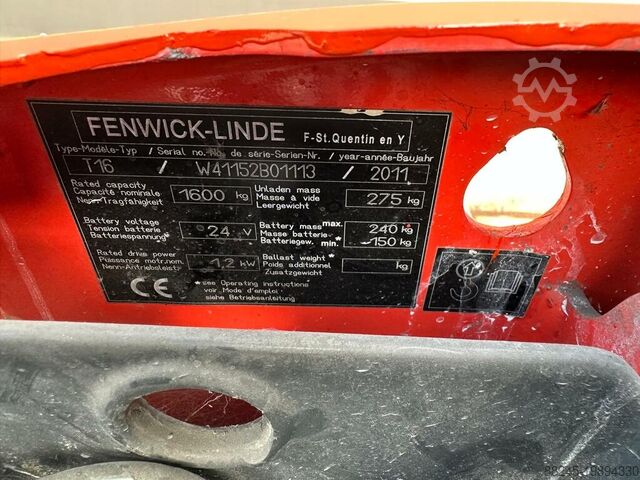 FENWICK-LINDE F-St.Quentin en Y
Type-Modèle-Typ / Serial no.-No de série-Serien-Nr. / year-année-Baujahr
T16 / W41152B01113 / 2011
Rated capacity
Capacité nominale
Nenn-Tragfähigkeit
1600 kg
Unladen mass
Masse à vide
Leergewicht
275 kg
Battery voltage
Tension batterie
Batteriespannung*
24 V
Battery mass max.
Masse batterie*
Batteriegew. min.*
240 kg
150 kg
Rated drive power
Puissance motr.nom.
Nenn-Antriebsleist.
1,2 kW
Ballast weight *
Poids additionnel
Zusatzgewicht
kg
CE
*see Operating instructions
voir 'Mode d'emploi'
siehe Betriebsanleitung